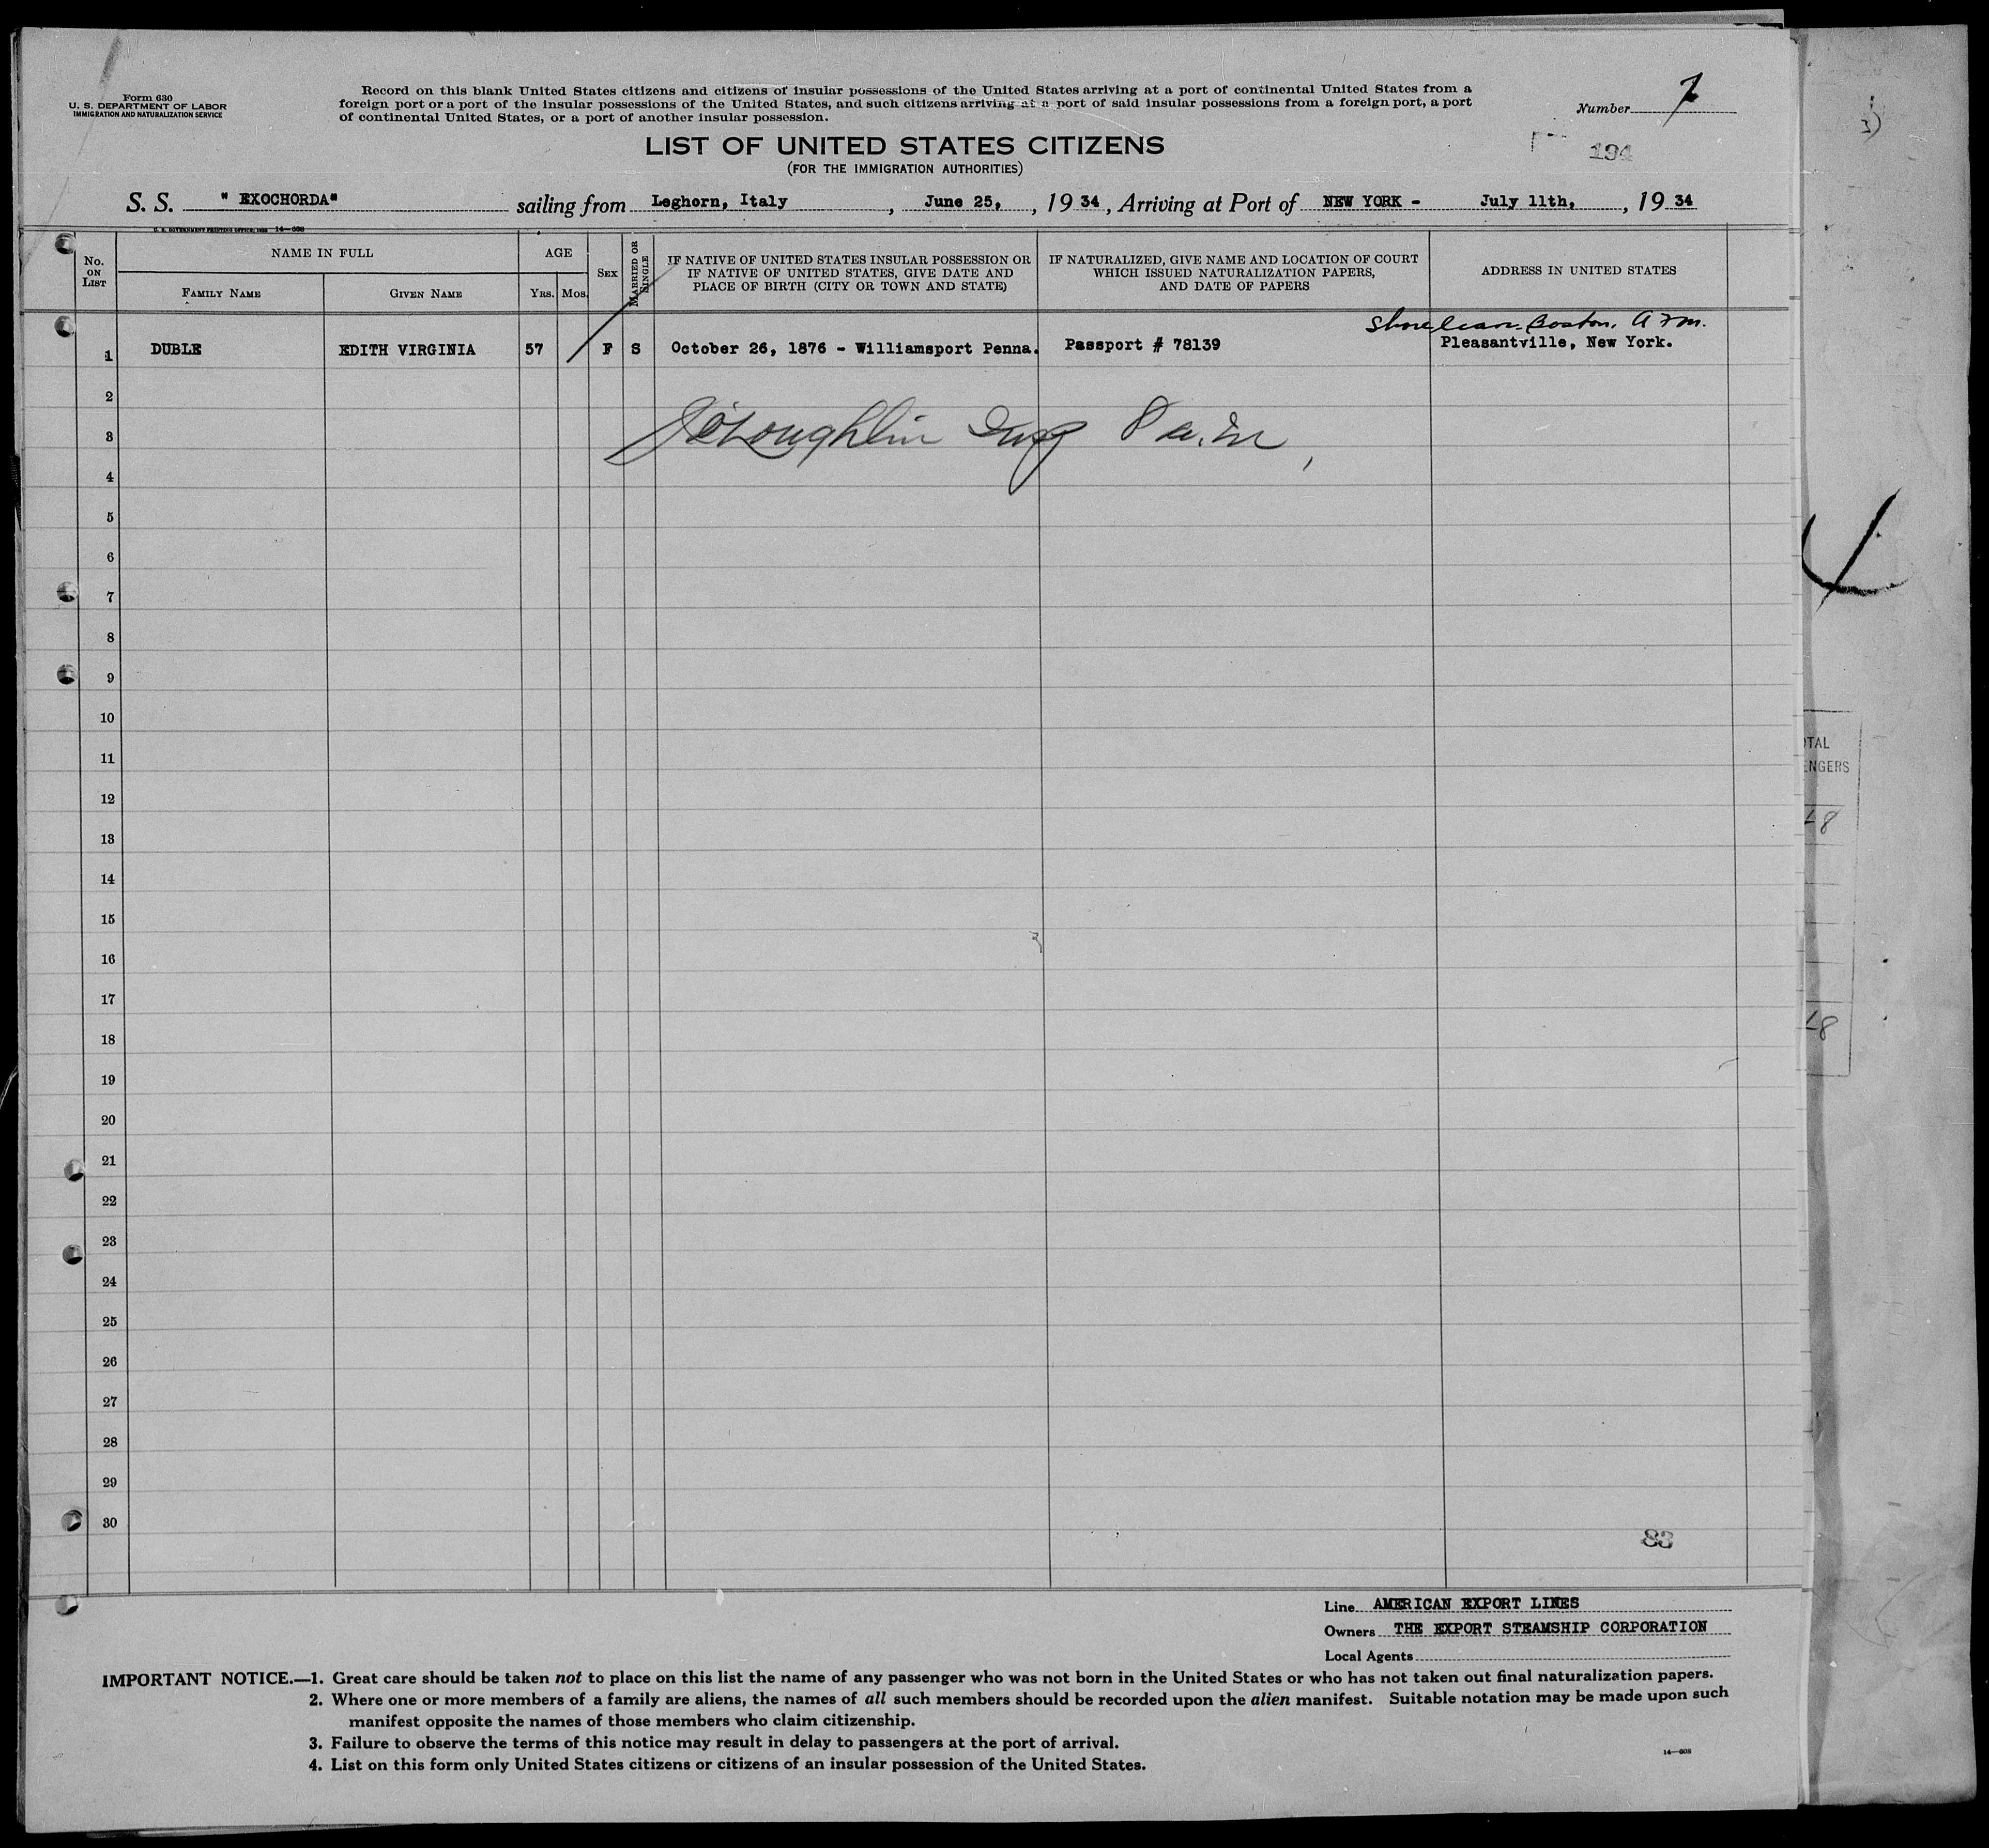 Form 630
U. S. DEPARTMENT OF LABOR
IMMIGRATION AND NATURALIZATION SERVICE
Record on this blank United States citizens and citizens of insular possessions of the United States arriving at a port of continental United States from a
foreign port or a port of the insular possessions of the United States, and such citizens arriving at a port of said insular possessions from a foreign port, a port
of continental United States, or a port of another insular possession.
Number
194
LIST OF UNITED STATES CITIZENS
(FOR THE IMMIGRATION AUTHORITIES)
S. S. " EXOCHORDA" sailing from Leghorn, Italy, June 25, , 1934, Arriving at Port of NEW YORK - July 11th, , 1934
U. S. GOVERNMENT PRINTING OFFICE: 14—608
No. ON LIST
NAME IN FULL
FAMILY NAME
GIVEN NAME
AGE
YRS. MOS.
SEX
MARRIED OR SINGLE
IF NATIVE OF UNITED STATES INSULAR POSSESSION OR
IF NATIVE OF UNITED STATES, GIVE DATE AND
PLACE OF BIRTH (CITY OR TOWN AND STATE)
IF NATURALIZED, GIVE NAME AND LOCATION OF COURT
WHICH ISSUED NATURALIZATION PAPERS,
AND DATE OF PAPERS
ADDRESS IN UNITED STATES
Boston.
1 DUBLE EDITH VIRGINIA 57 F S October 26, 1876 - Williamsport Penna. Passport # 78139 Pleasantville, New York.
2
3 O'Loughlin
4
5
6
7
8
9
10
11
12
13
14
15
16
17
18
19
20
21
22
23
24
25
26
27
28
29
30
83
OTAL
ENGERS
Line AMERICAN EXPORT LINES
Owners THE EXPORT STEAMSHIP CORPORATION
Local Agents
IMPORTANT NOTICE.—1. Great care should be taken not to place on this list the name of any passenger who was not born in the United States or who has not taken out final naturalization papers.
2. Where one or more members of a family are aliens, the names of all such members should be recorded upon the alien manifest. Suitable notation may be made upon such
manifest opposite the names of those members who claim citizenship.
3. Failure to observe the terms of this notice may result in delay to passengers at the port of arrival.
4. List on this form only United States citizens or citizens of an insular possession of the United States.
14—608